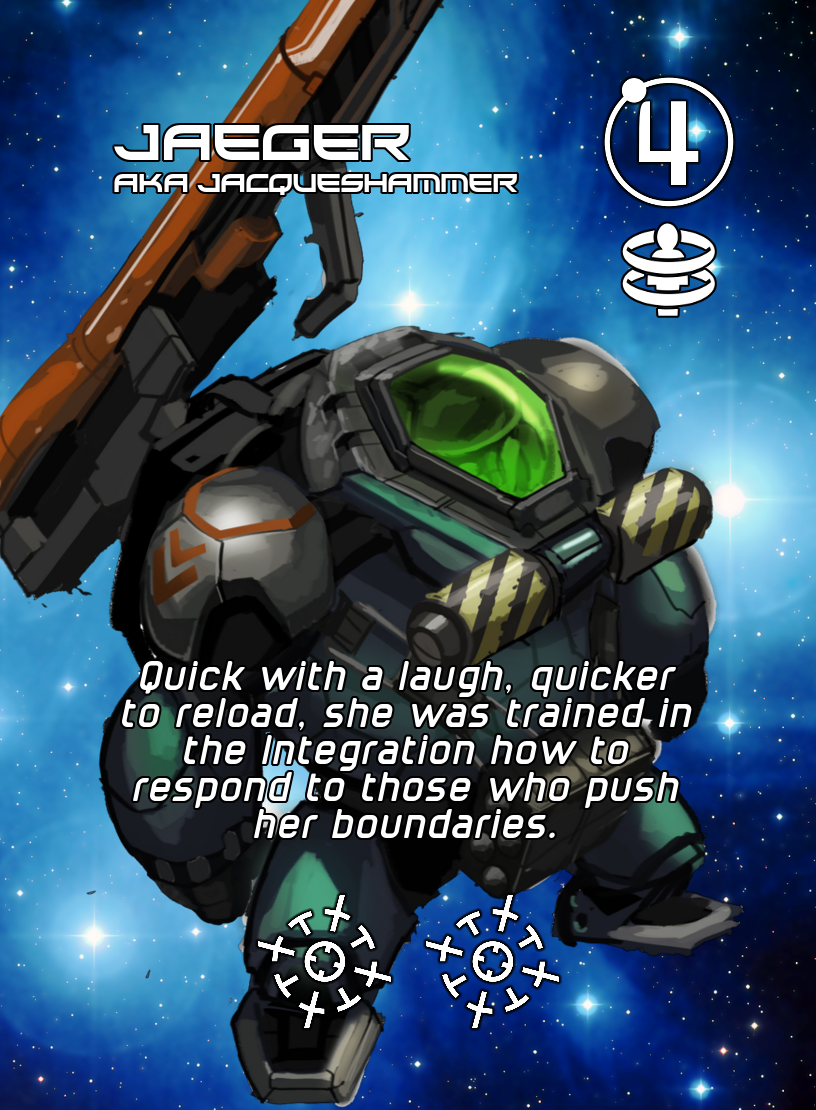 JAEGER
AKA JACQUESHAMMER
4
Quick with a laugh, quicker
to reload, she was trained in
the Integration how to
respond to those who push
her boundaries.